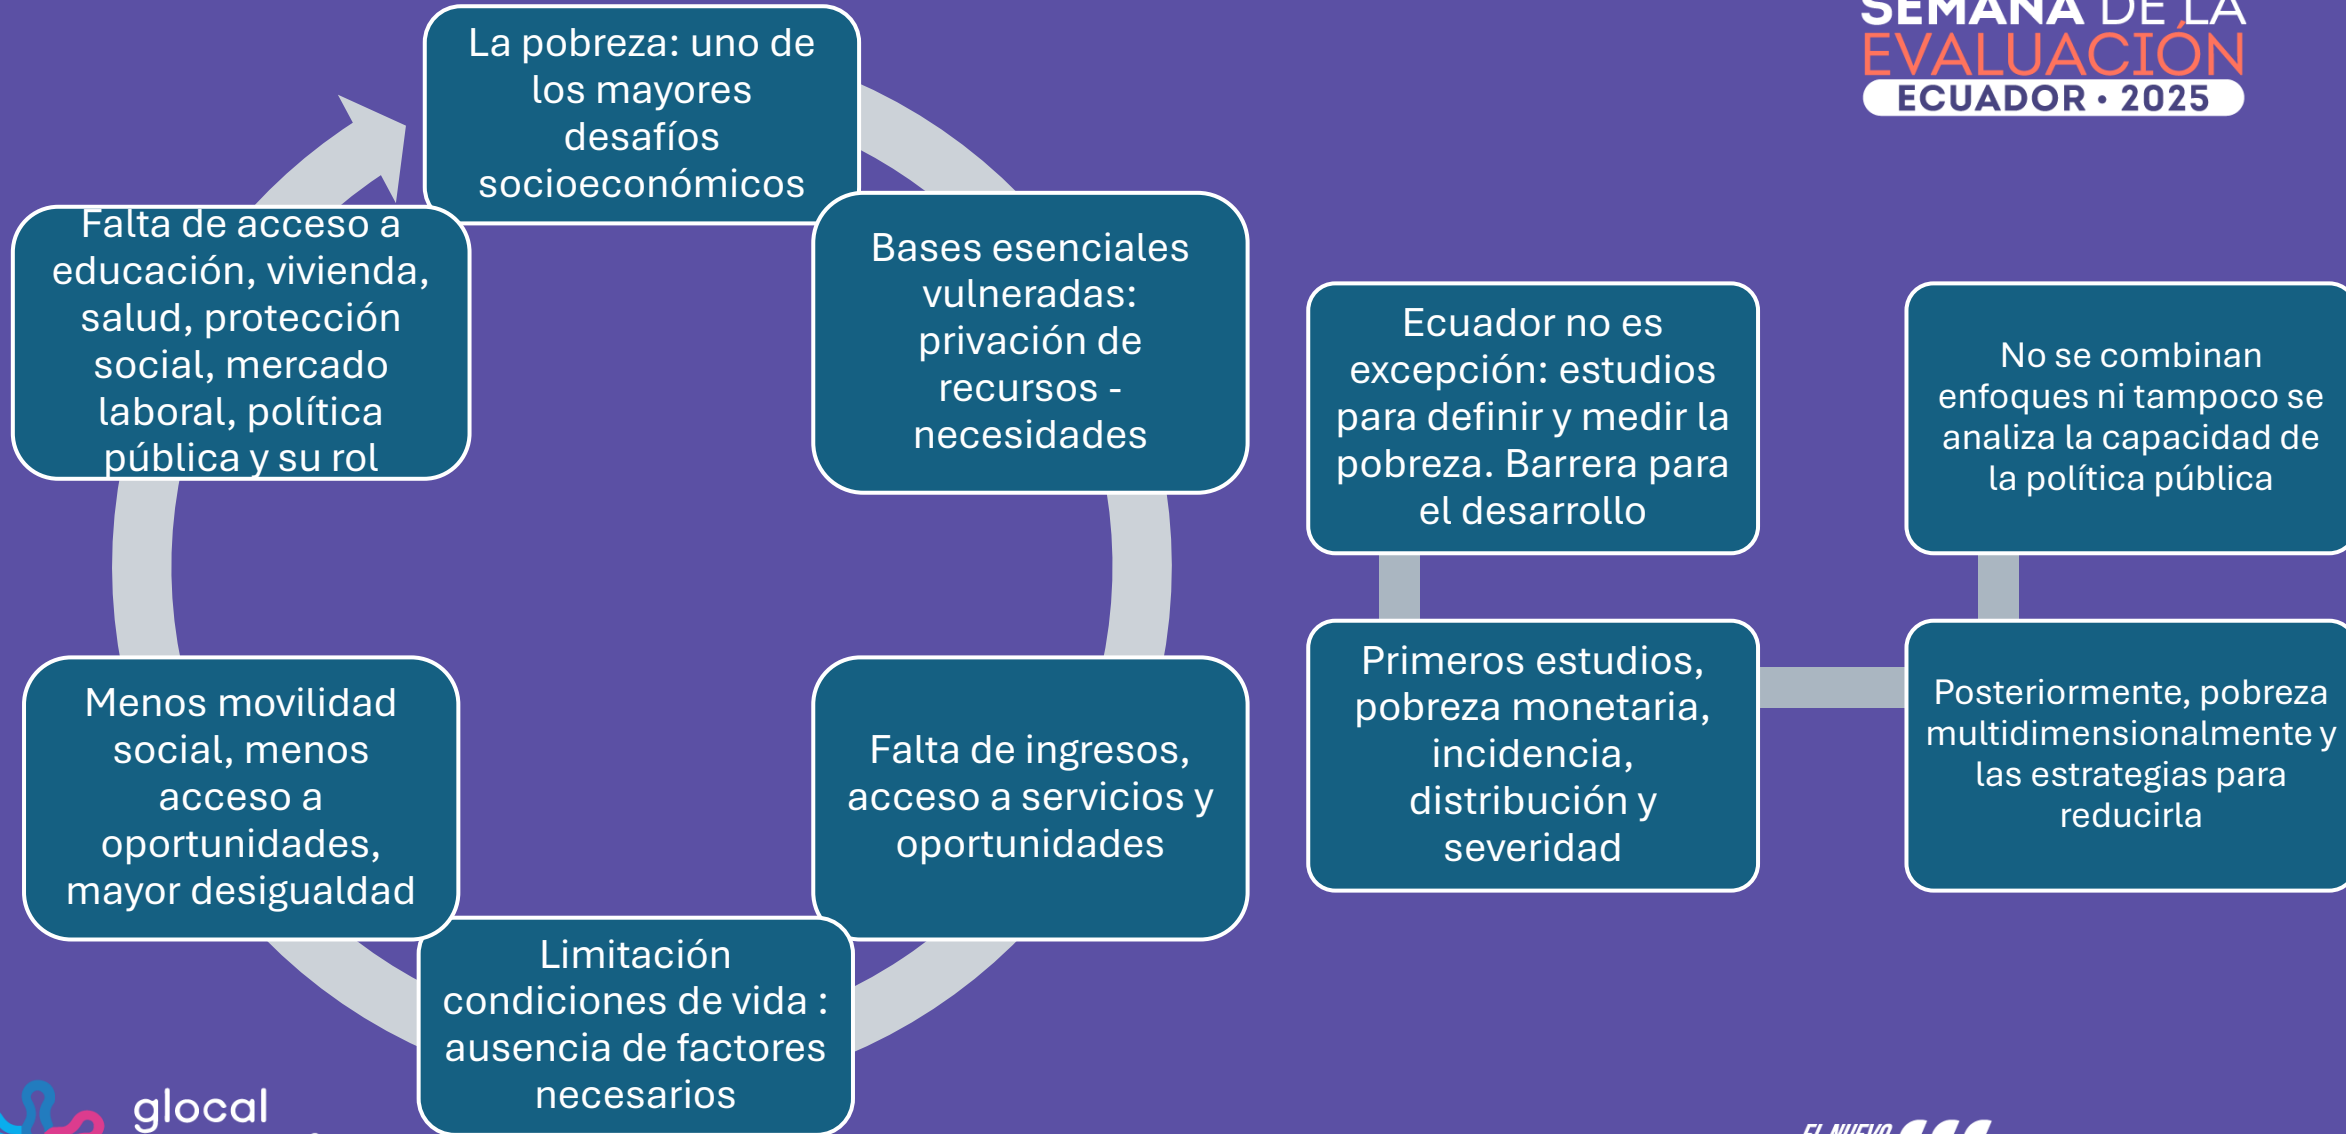 SEMANA DE LA
EVALUACIÓN
ECUADOR • 2025
La pobreza: uno de
los mayores
desafíos
socioeconómicos
Bases esenciales
vulneradas:
privación de
recursos -
necesidades
Falta de ingresos,
acceso a servicios y
oportunidades
Limitación
condiciones de vida :
ausencia de factores
necesarios
Menos movilidad
social, menos
acceso a
oportunidades,
mayor desigualdad
Falta de acceso a
educación, vivienda,
salud, protección
social, mercado
laboral, política
pública y su rol
Ecuador no es
excepción: estudios
para definir y medir la
pobreza. Barrera para
el desarrollo
Primeros estudios,
pobreza monetaria,
incidencia,
distribución y
severidad
Posteriormente, pobreza
multidimensionalmente y
las estrategias para
reducirla
No se combinan
enfoques ni tampoco se
analiza la capacidad de
la política pública
glocal
EL NUEVO